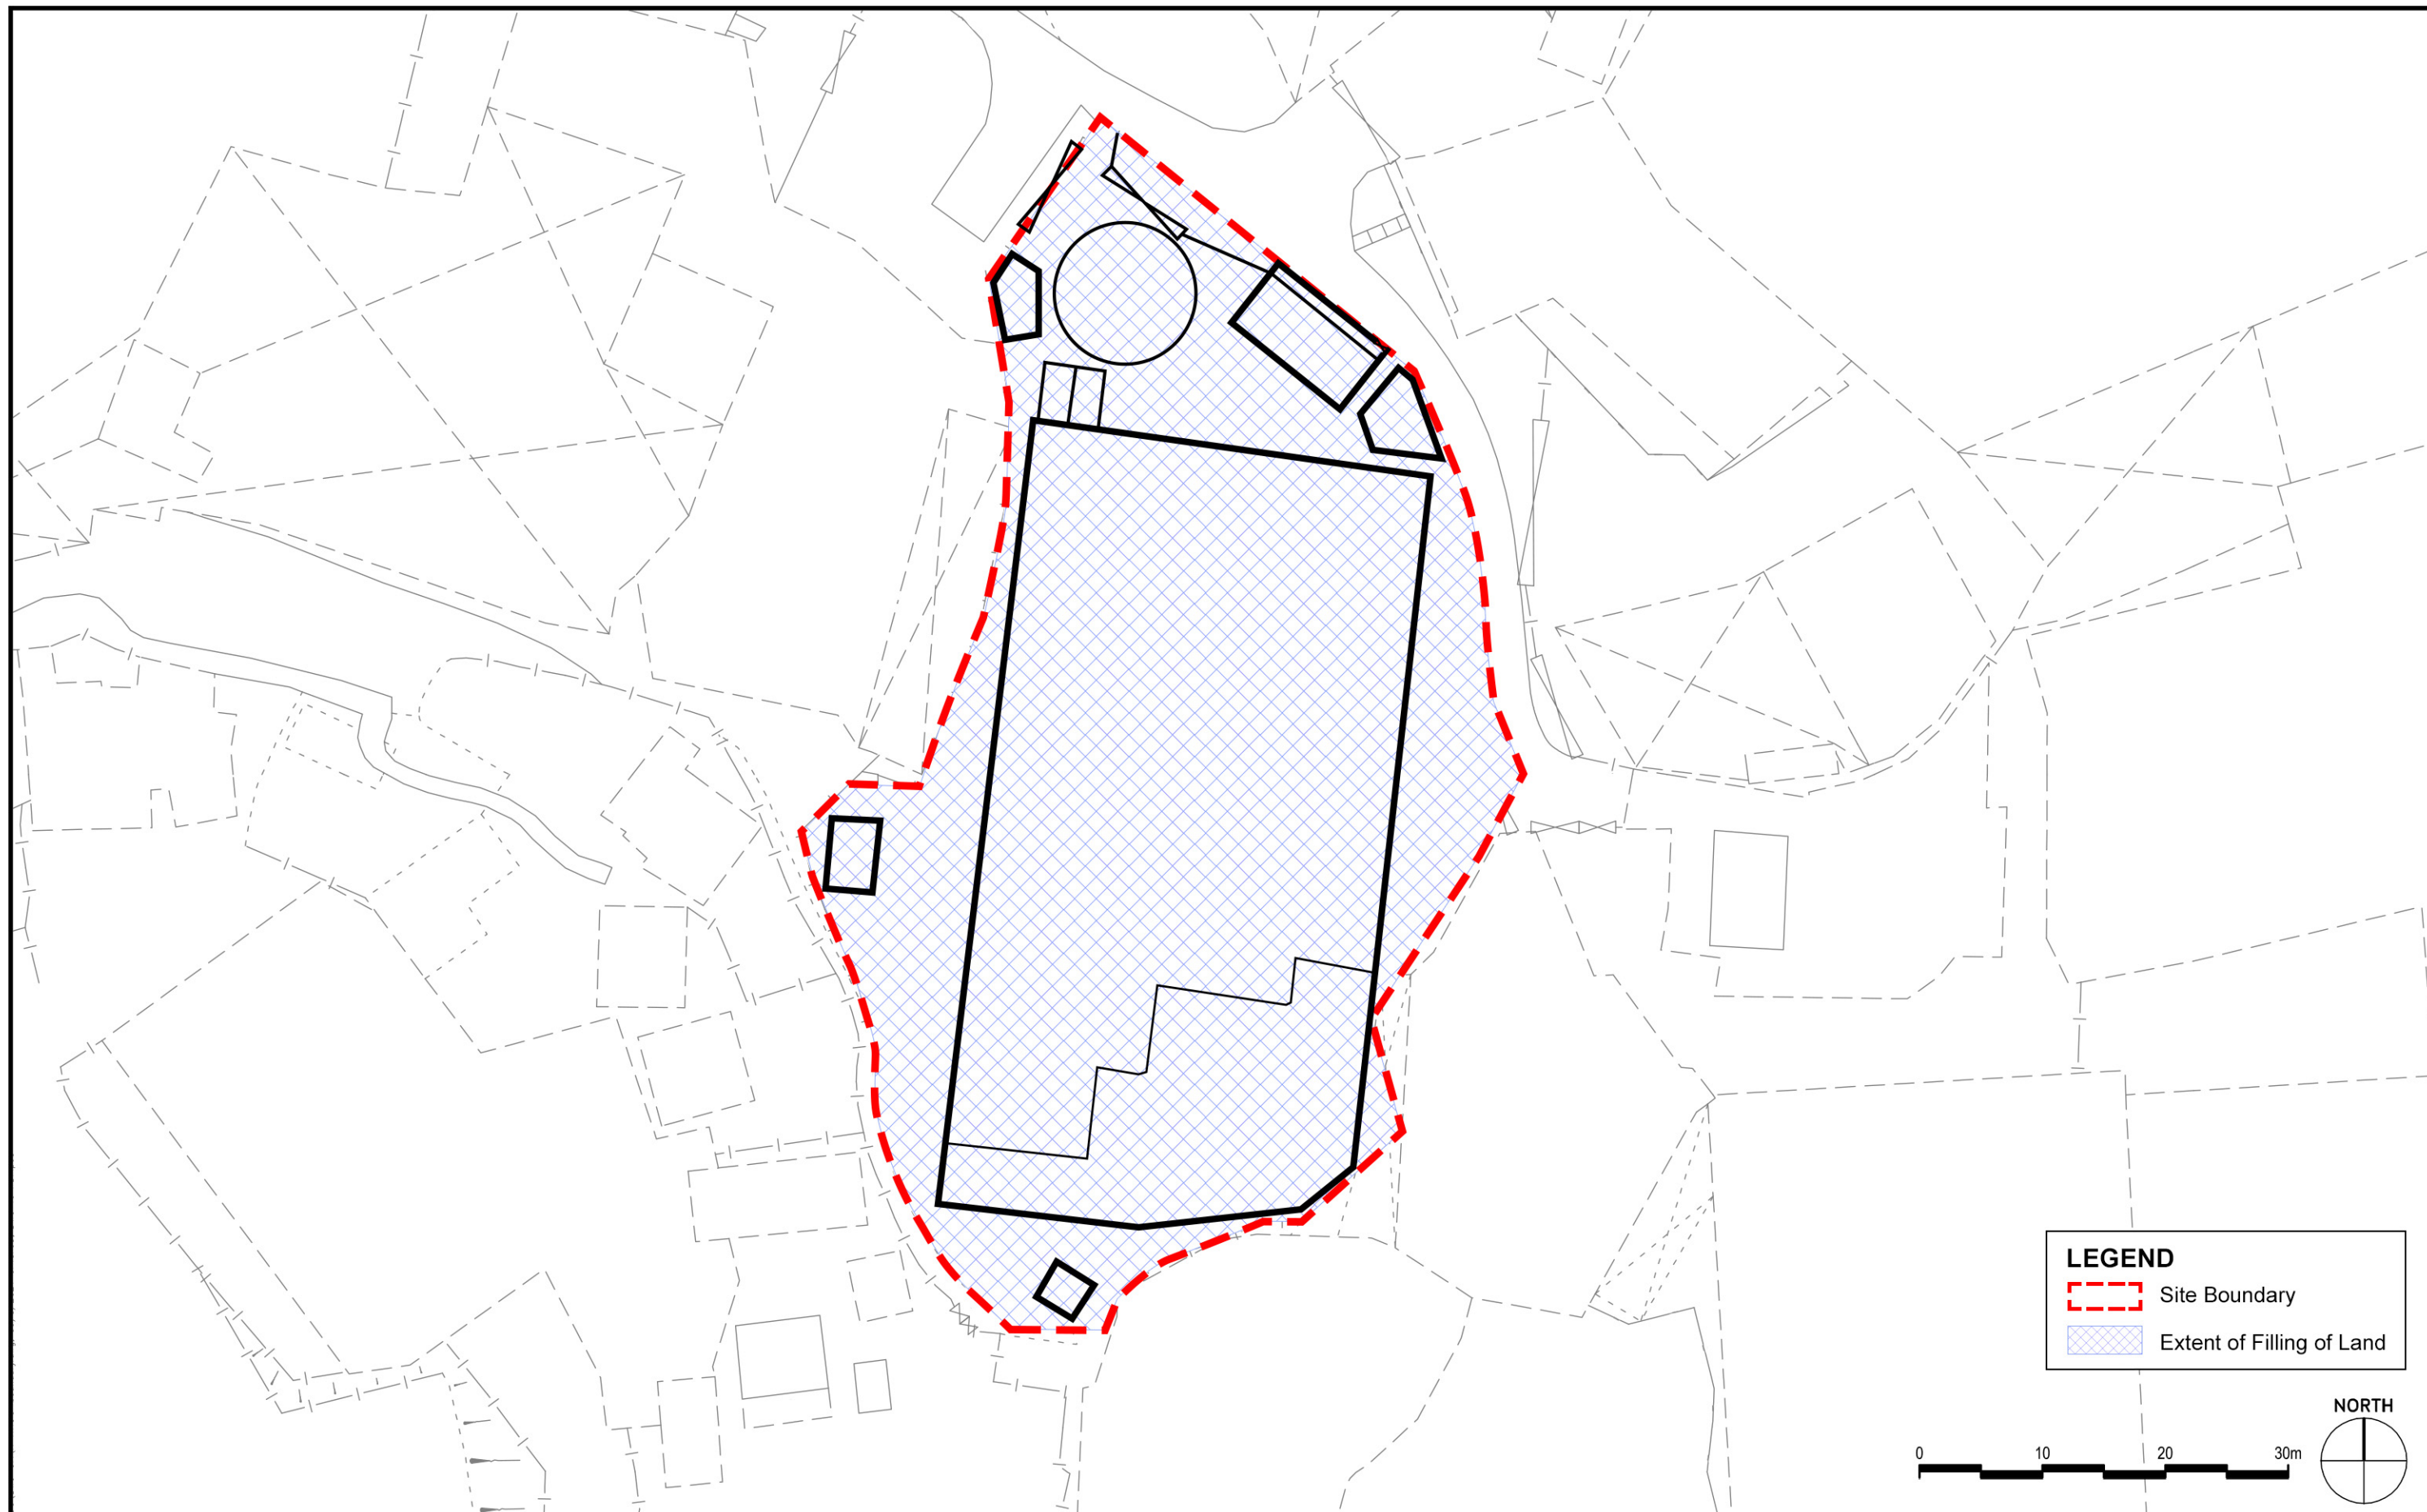 LEGEND
Site Boundary
Extent of Filling of Land
NORTH
0 10 20 30m